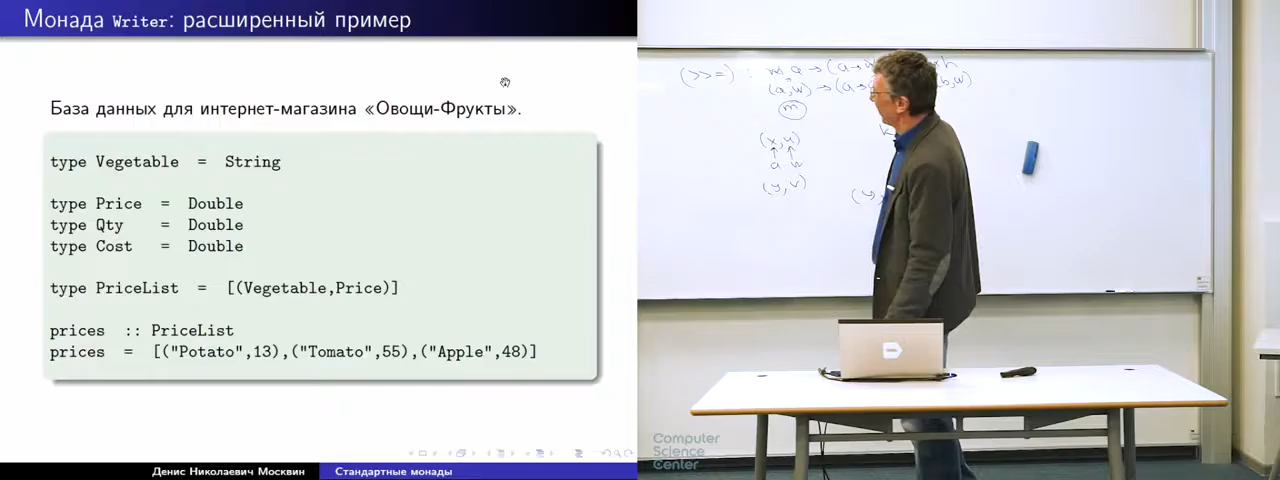 Монада Writer: расширенный пример
База данных для интернет-магазина «Овощи-Фрукты».
type Vegetable = String
type Price = Double
type Qty = Double
type Cost = Double
type PriceList = [(Vegetable,Price)]
prices :: PriceList
prices = [("Potato",13),("Tomato",55),("Apple",48)]
Денис Николаевич Москвин Стандартные монады
(>>=) : m a → (a →
(a, w) → (a → (b, w)
m
k
(x, u)
a w
(y, v)
(y,
Computer
Science
Center